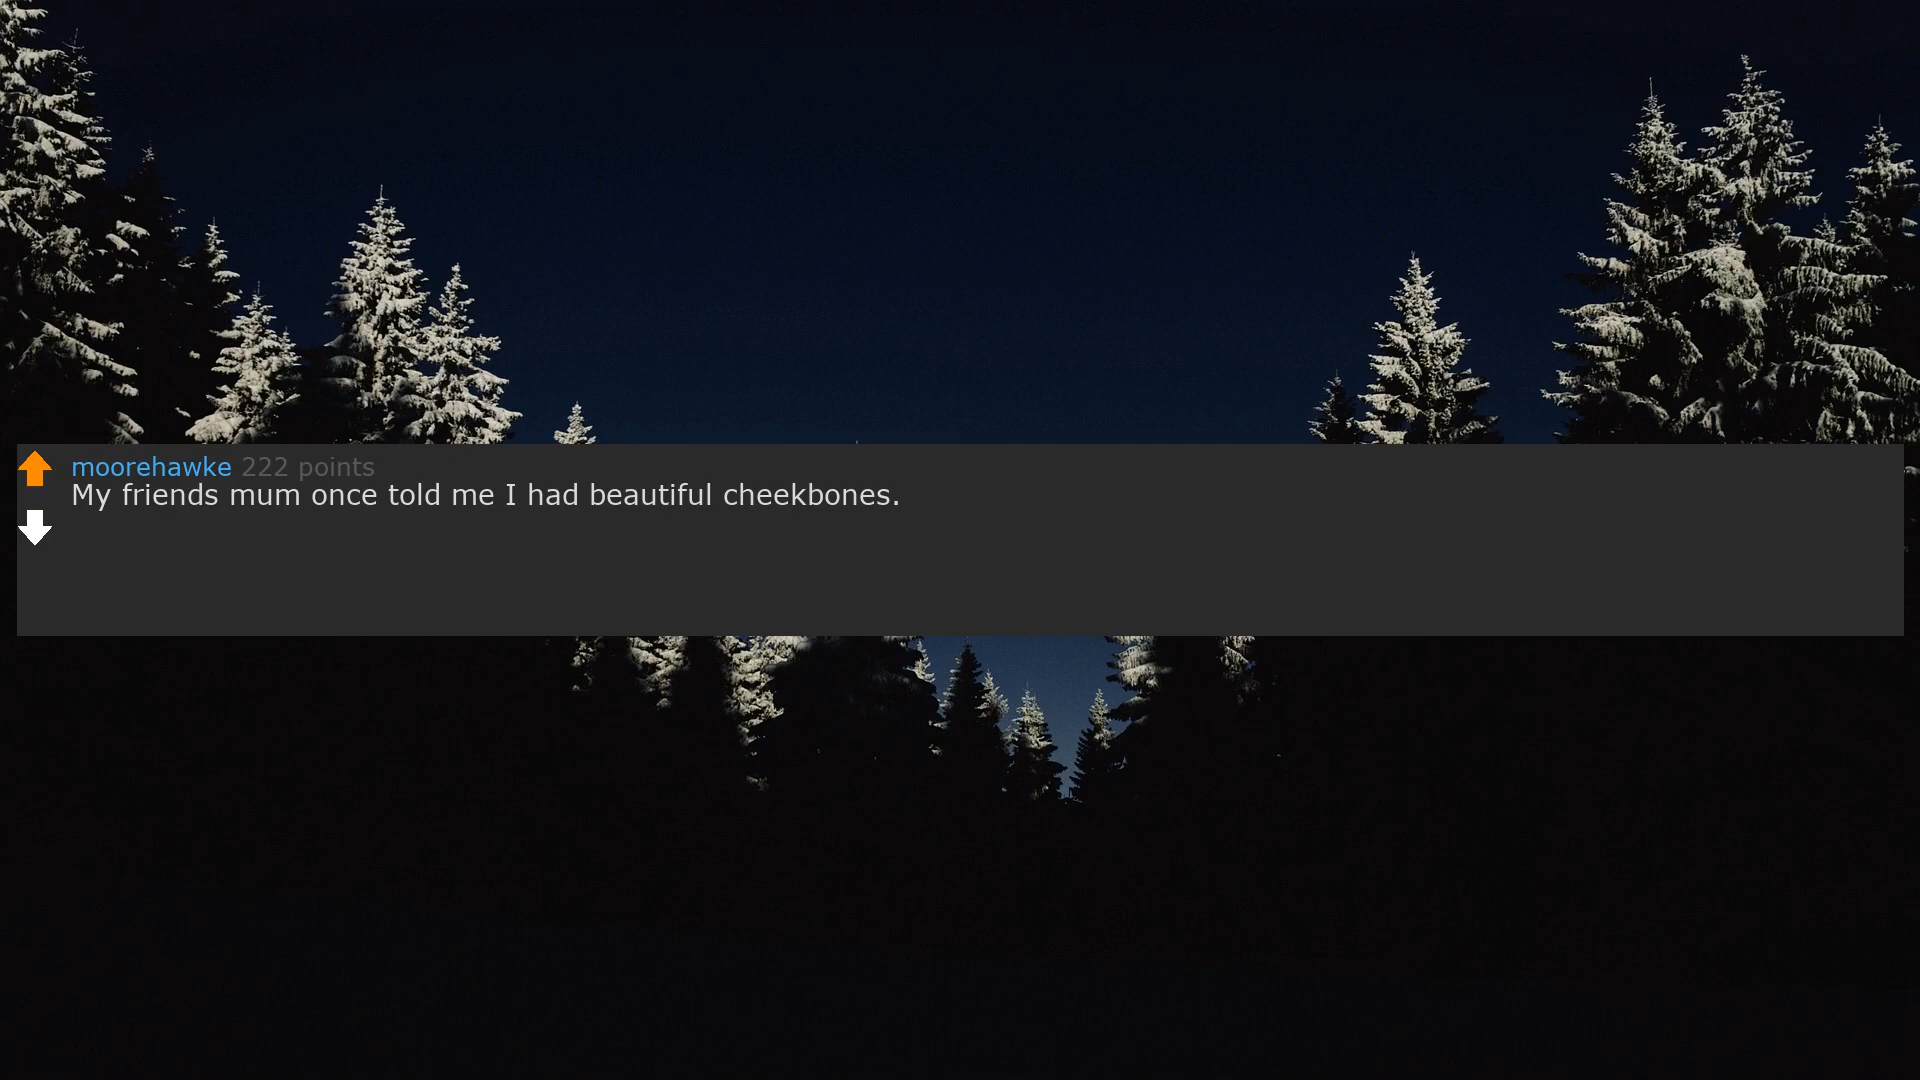 moorehawke 222 points
My friends mum once told me I had beautiful cheekbones.